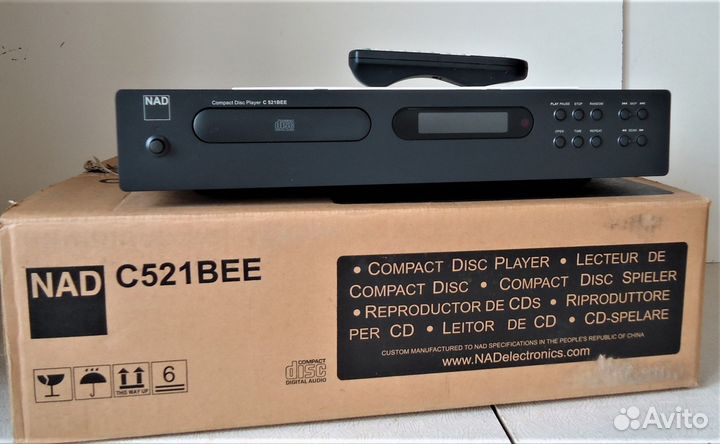 NAD
Compact Disc Player C 521BEE
PLAY/PAUSE STOP RANDOM SKIP
OPEN TIME REPEAT SCAN
disc
NAD C521BEE
• COMPACT DISC PLAYER • LECTEUR DE
COMPACT DISC • COMPACT DISC SPIELER
• REPRODUCTOR DE CDS • RIPRODUTTORE
PER CD • LEITOR DE CD • CD-SPELARE
CUSTOM MANUFACTURED TO NAD SPECIFICATIONS IN THE PEOPLE'S REPUBLIC OF CHINA
www.NADelectronics.com
THIS WAY UP
6
COMPACT
disc
DIGITAL AUDIO
Avito